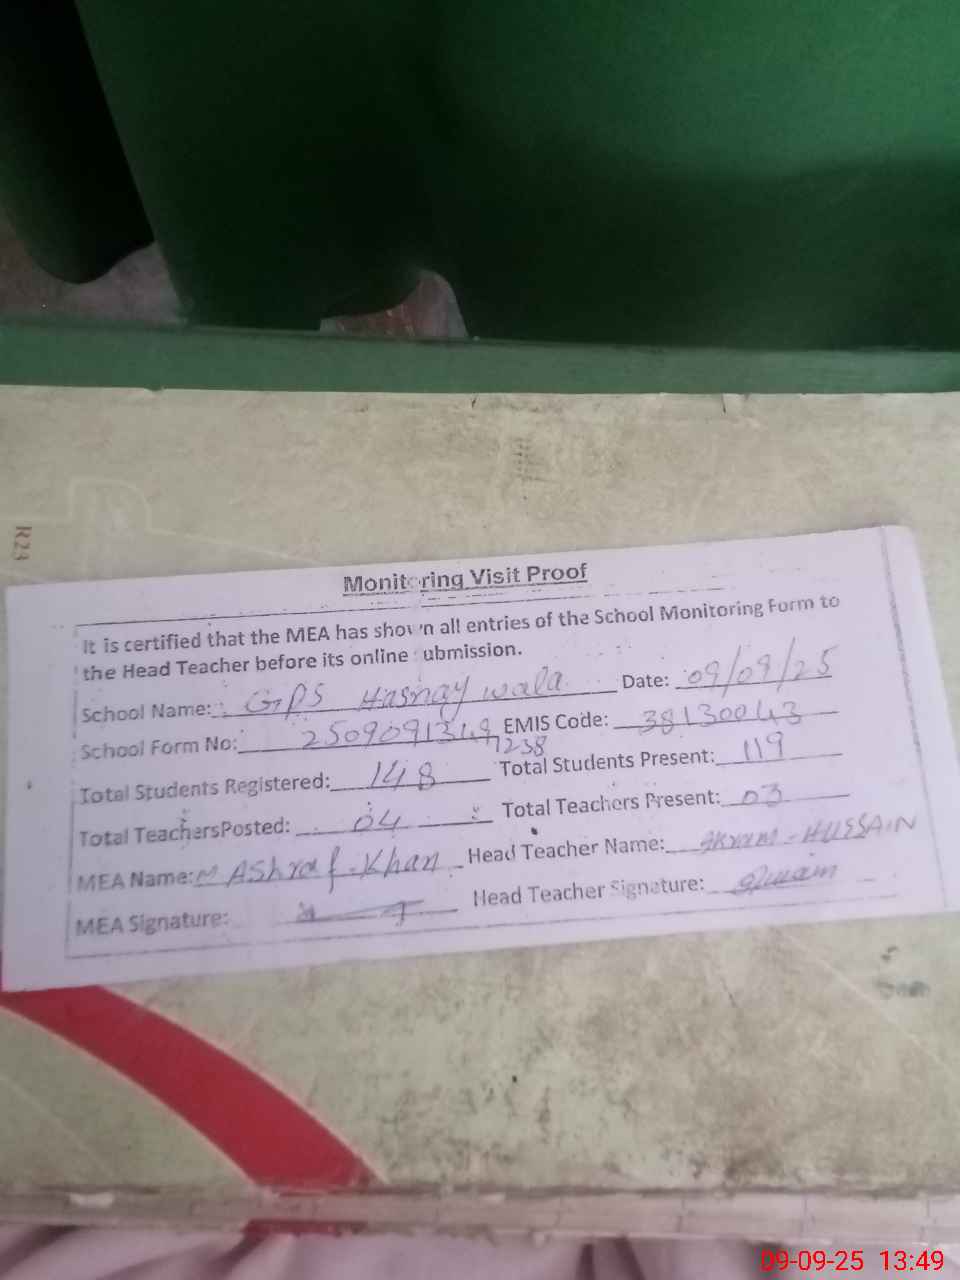 R23
Monitoring Visit Proof
It is certified that the MEA has shown all entries of the School Monitoring Form to
the Head Teacher before its online submission.
School Name: GPS Hasnay wala Date: 09/09/25
School Form No: 2509091349 EMIS Code: 38130043
1238
Total Students Registered: 148 Total Students Present: 119
Total TeachersPosted: 04 Total Teachers Present: 03
MEA Name: M Ashraf Khan Head Teacher Name: Akram - HUSSAIN
MEA Signature: Head Teacher Signature:
09-09-25 13:49